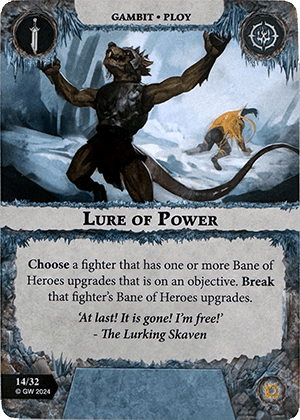 GAMBIT • PLOY
LURE OF POWER
Choose a fighter that has one or more Bane of
Heroes upgrades that is on an objective. Break
that fighter's Bane of Heroes upgrades.
'At last! It is gone! I'm free!'
- The Lurking Skaven
14/32
© GW 2024